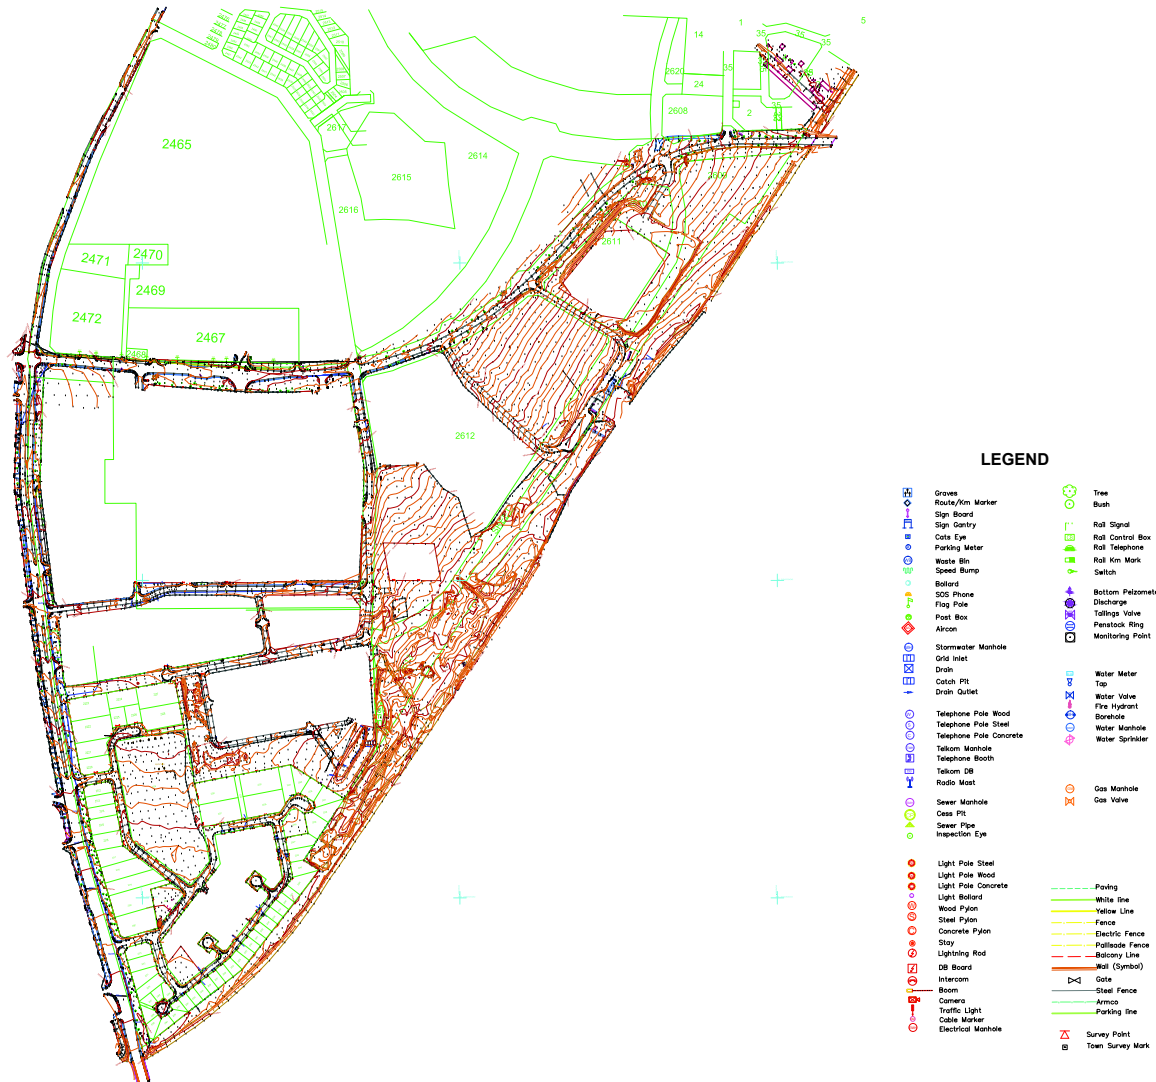 1
5
14
35
35
35
2465
2620
35
24
2608
2
35
2617
2614
2615
2616
2611
2471
2470
2469
2472
2467
2612
LEGEND
Graves
Route/Km Marker
Sign Board
Sign Gantry
Cats Eye
Parking Meter
Waste Bin
Speed Bump
Bollard
SOS Phone
Flag Pole
Post Box
Aircon
Stormwater Manhole
Grid Inlet
Drain
Catch Pit
Drain Outlet
Telephone Pole Wood
Telephone Pole Steel
Telephone Pole Concrete
Telkom Manhole
Telephone Booth
Telkom DB
Radio Mast
Sewer Manhole
Cess Pit
Sewer Pipe
Inspection Eye
Light Pole Steel
Light Pole Wood
Light Pole Concrete
Light Bollard
Wood Pylon
Steel Pylon
Concrete Pylon
Stay
Lightning Rod
DB Board
Intercom
Boom
Camera
Traffic Light
Cable Marker
Electrical Manhole
Tree
Bush
Rail Signal
Rail Control Box
Rail Telephone
Rail Km Mark
Switch
Bottom Peizomete
Discharge
Tailings Valve
Penstock Ring
Monitoring Point
Water Meter
Tap
Water Valve
Fire Hydrant
Borehole
Water Manhole
Water Sprinkler
Gas Manhole
Gas Valve
Paving
White line
Yellow Line
Fence
Electric Fence
Pallisade Fence
Balcony Line
Wall (Symbol)
Gate
Steel Fence
Armco
Parking line
Survey Point
Town Survey Mark